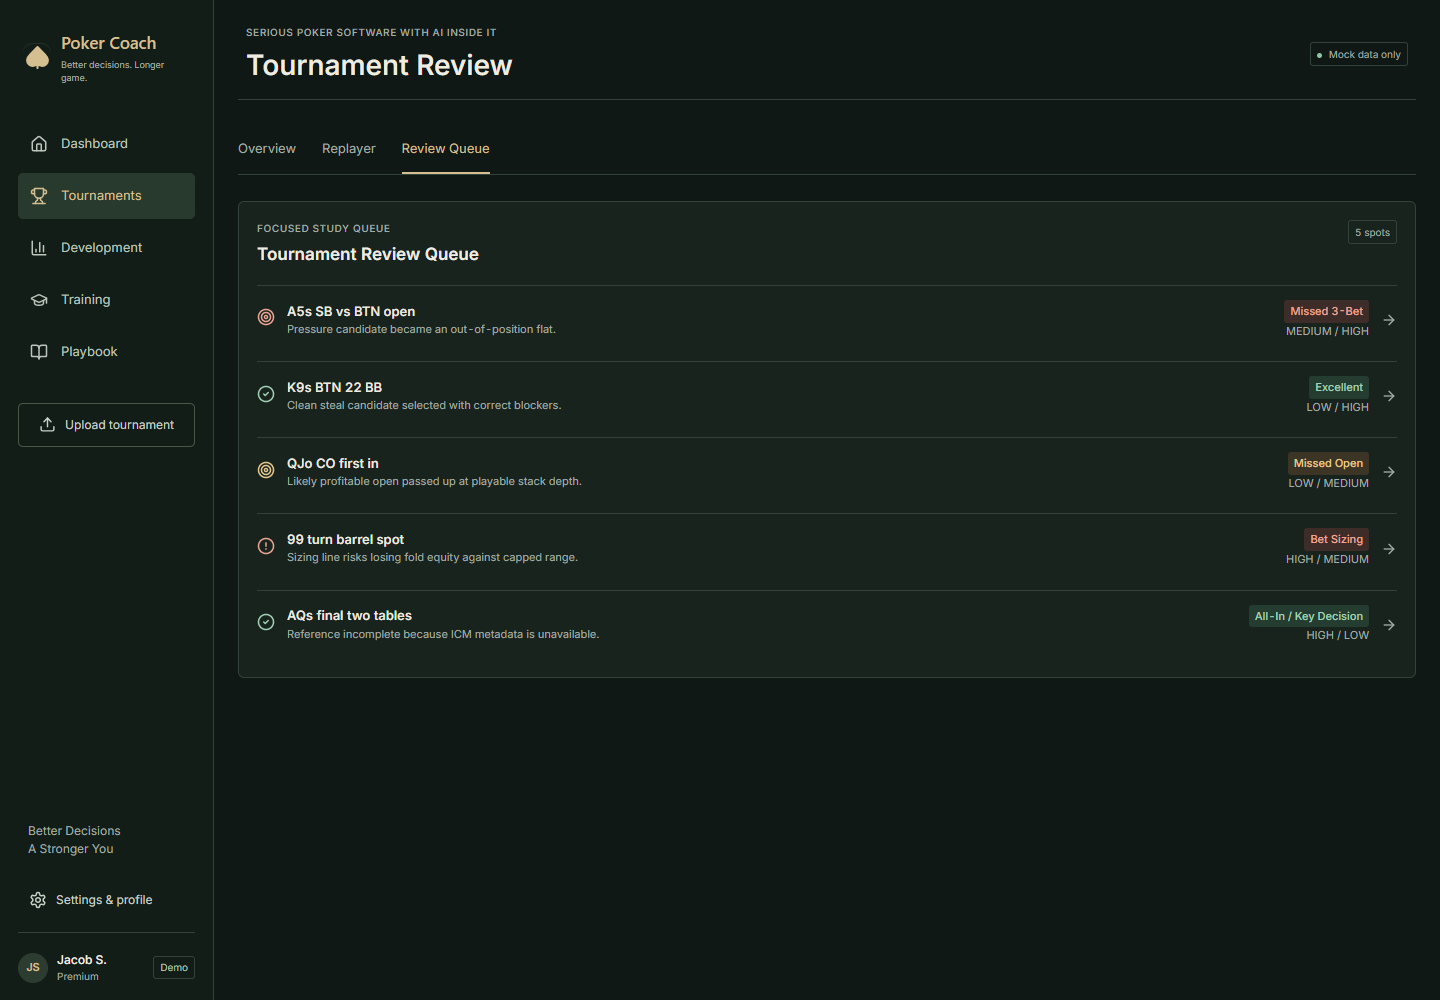 Poker Coach
Better decisions. Longer
game.
Dashboard
Tournaments
Development
Training
Playbook
Upload tournament
Better Decisions
A Stronger You
Settings & profile
JS
Jacob S.
Premium
Demo
SERIOUS POKER SOFTWARE WITH AI INSIDE IT
Tournament Review
Mock data only
Overview
Replayer
Review Queue
FOCUSED STUDY QUEUE
Tournament Review Queue
5 spots
A5s SB vs BTN open
Pressure candidate became an out-of-position flat.
Missed 3-Bet
MEDIUM / HIGH
K9s BTN 22 BB
Clean steal candidate selected with correct blockers.
Excellent
LOW / HIGH
QJo CO first in
Likely profitable open passed up at playable stack depth.
Missed Open
LOW / MEDIUM
99 turn barrel spot
Sizing line risks losing fold equity against capped range.
Bet Sizing
HIGH / MEDIUM
AQs final two tables
Reference incomplete because ICM metadata is unavailable.
All-In / Key Decision
HIGH / LOW